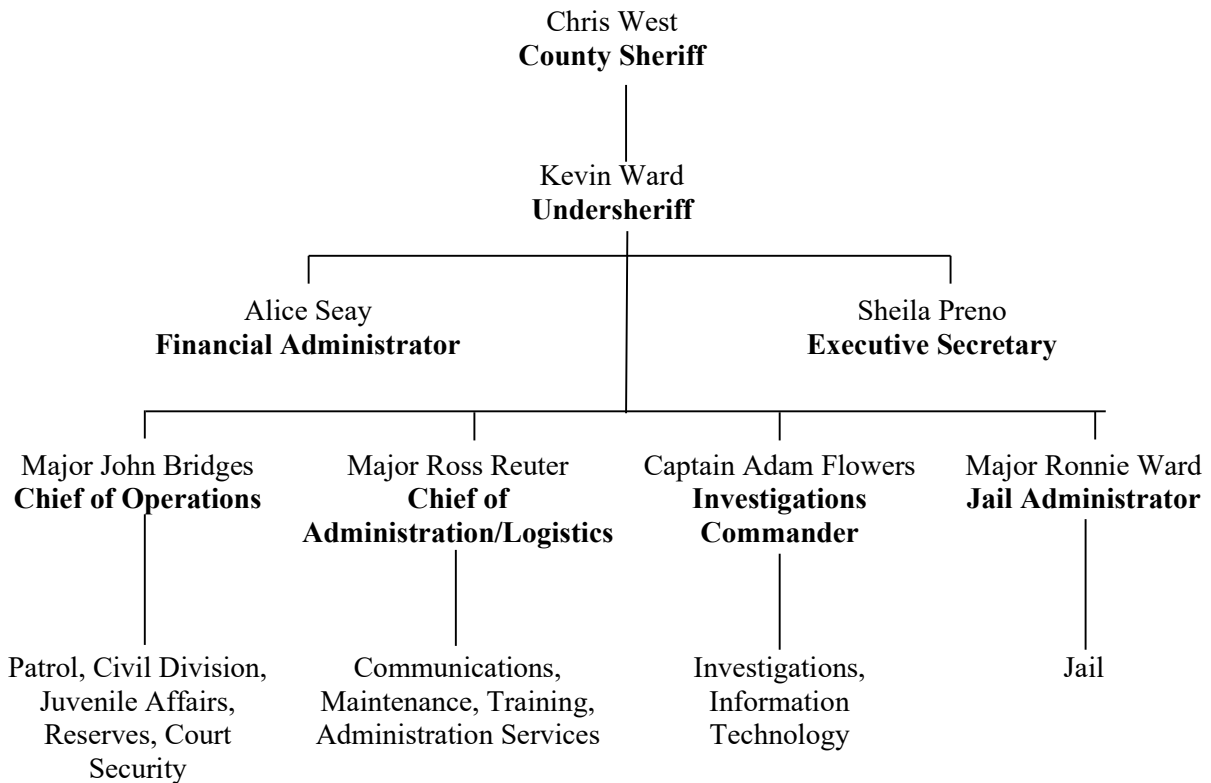 Chris West
County Sheriff
Kevin Ward
Undersheriff
Alice Seay
Financial Administrator
Sheila Preno
Executive Secretary
Major John Bridges
Chief of Operations
Major Ross Reuter
Chief of
Administration/Logistics
Captain Adam Flowers
Investigations
Commander
Major Ronnie Ward
Jail Administrator
Patrol, Civil Division,
Juvenile Affairs,
Reserves, Court
Security
Communications,
Maintenance, Training,
Administration Services
Investigations,
Information
Technology
Jail